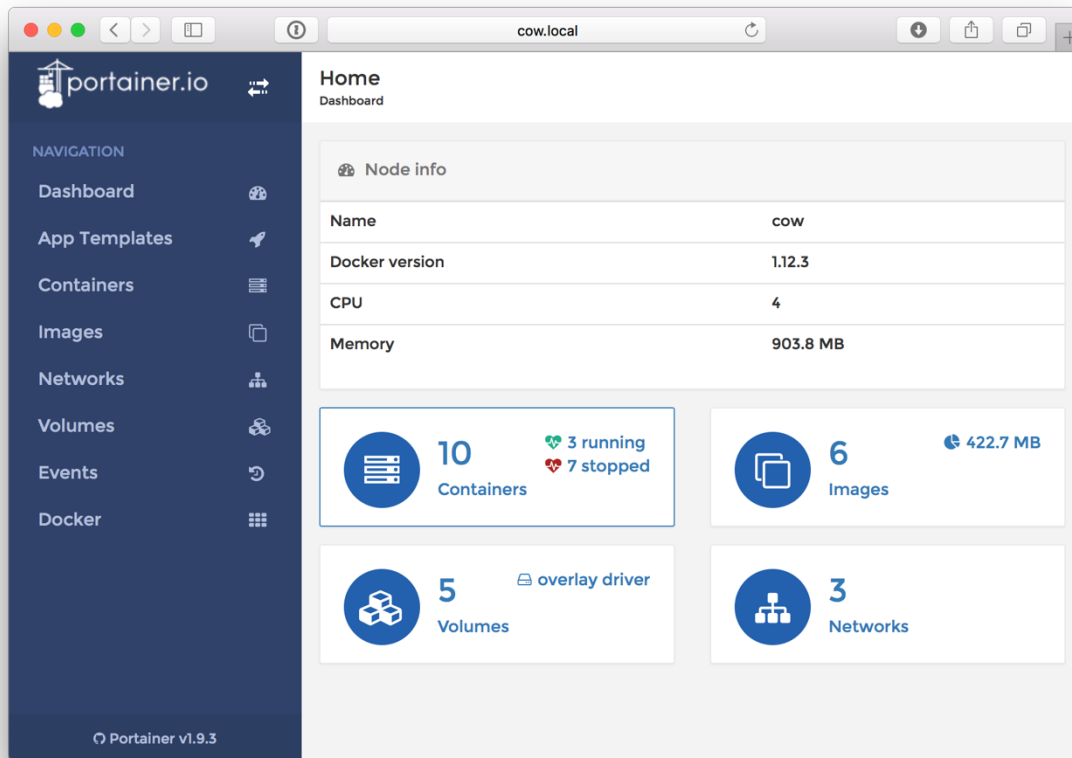 cow.local
portainer.io
Home
Dashboard
NAVIGATION
Dashboard
App Templates
Containers
Images
Networks
Volumes
Events
Docker
Portainer v1.9.3
Node info
Name cow
Docker version 1.12.3
CPU 4
Memory 903.8 MB
10
Containers
3 running
7 stopped
6
Images
422.7 MB
5
Volumes
overlay driver
3
Networks